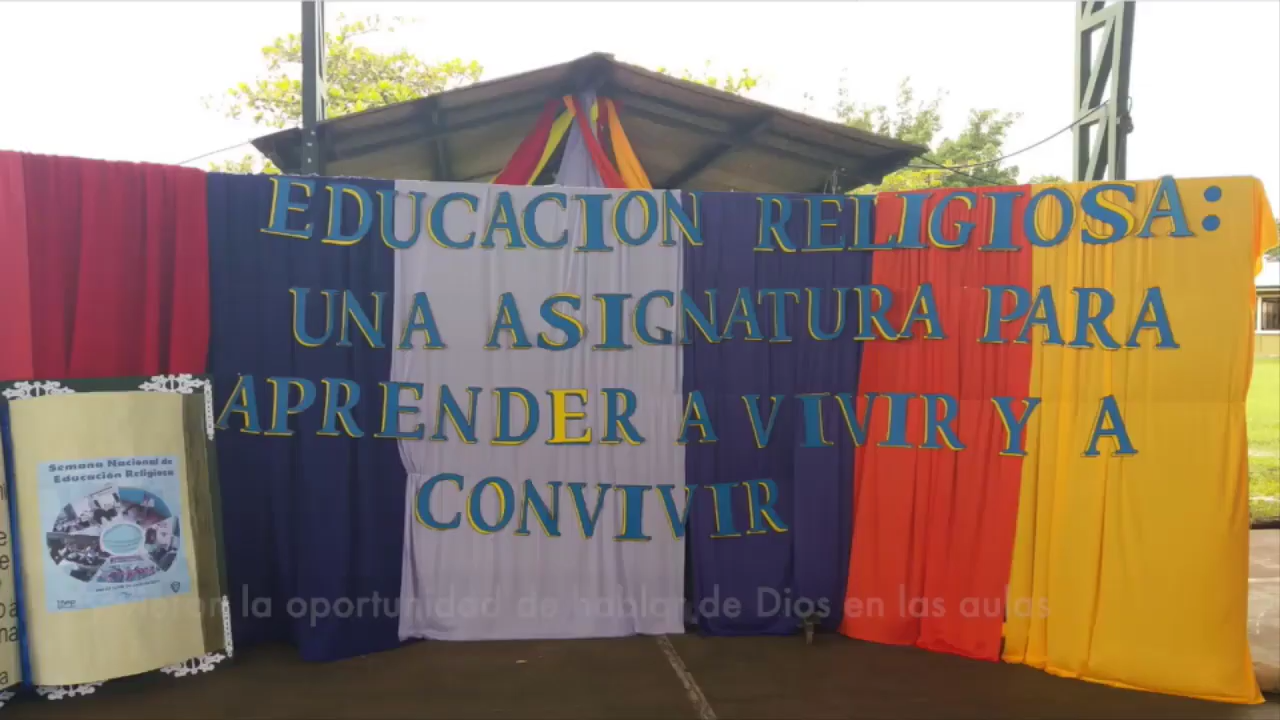 EDUCACION RELIGIOSA:
UNA ASIGNATURA PARA
APRENDER A VIVIR Y A
CONVIVIR
Semana Nacional de
Educación Religiosa
la oportunidad de hablar de Dios en las aulas